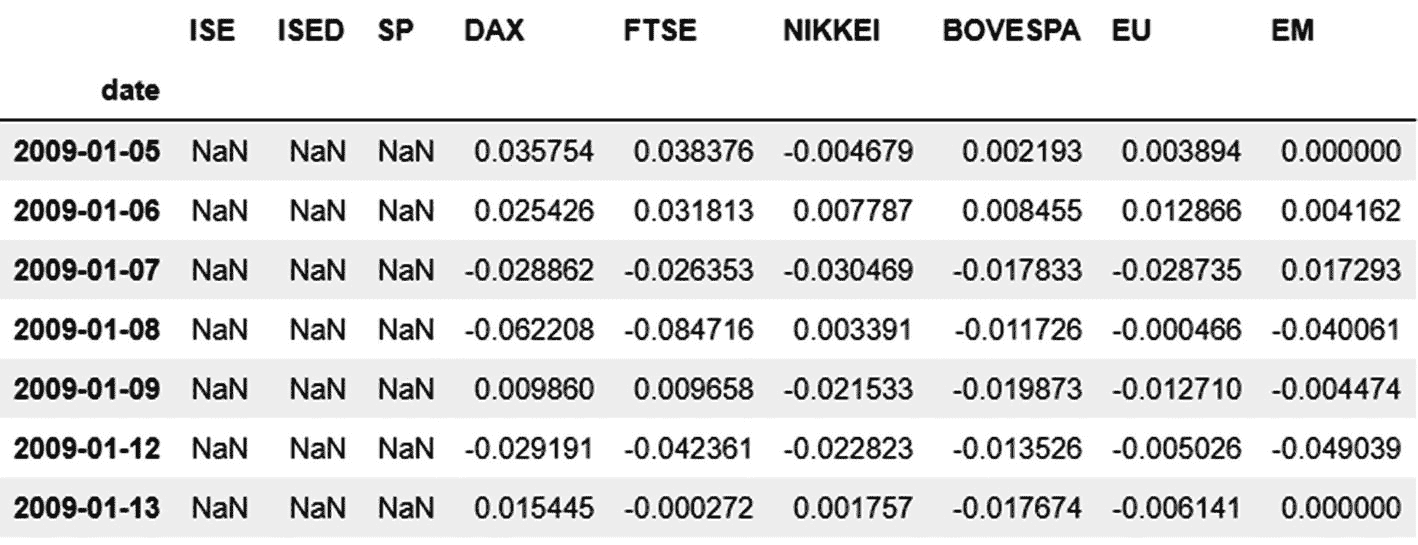 ISE ISED SP DAX FTSE NIKKEI BOVESPA EU EM
date
2009-01-05 NaN NaN NaN 0.035754 0.038376 -0.004679 0.002193 0.003894 0.000000
2009-01-06 NaN NaN NaN 0.025426 0.031813 0.007787 0.008455 0.012866 0.004162
2009-01-07 NaN NaN NaN -0.028862 -0.026353 -0.030469 -0.017833 -0.028735 0.017293
2009-01-08 NaN NaN NaN -0.062208 -0.084716 0.003391 -0.011726 -0.000466 -0.040061
2009-01-09 NaN NaN NaN 0.009860 0.009658 -0.021533 -0.019873 -0.012710 -0.004474
2009-01-12 NaN NaN NaN -0.029191 -0.042361 -0.022823 -0.013526 -0.005026 -0.049039
2009-01-13 NaN NaN NaN 0.015445 -0.000272 0.001757 -0.017674 -0.006141 0.000000